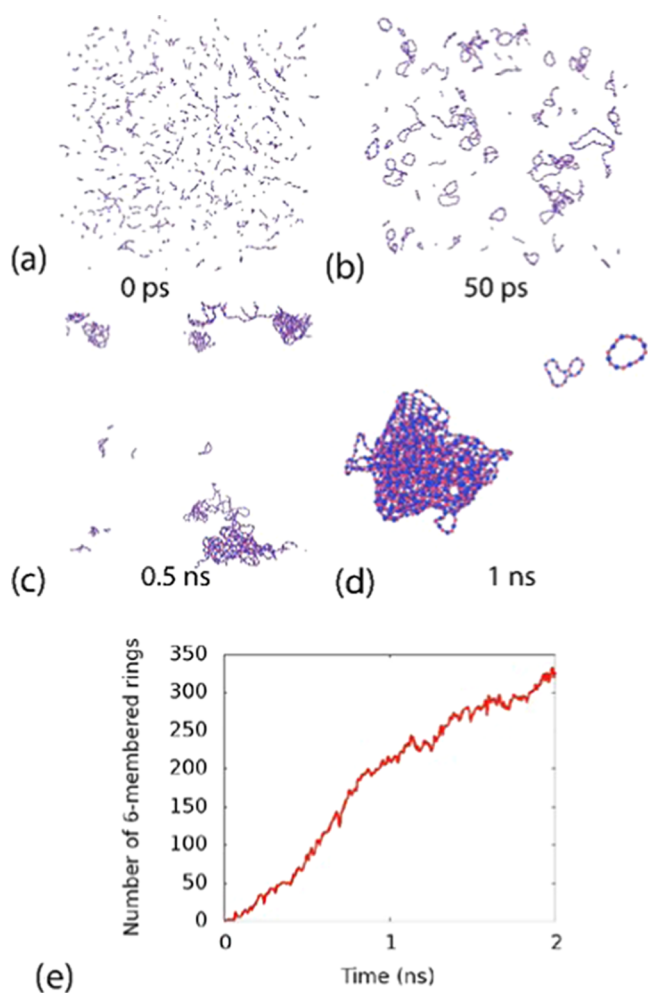 (a)
0 ps
(b)
50 ps
(c)
0.5 ns
(d)
1 ns
(e)
Number of 6-membered rings
350
300
250
200
150
100
50
0
0
1
2
Time (ns)